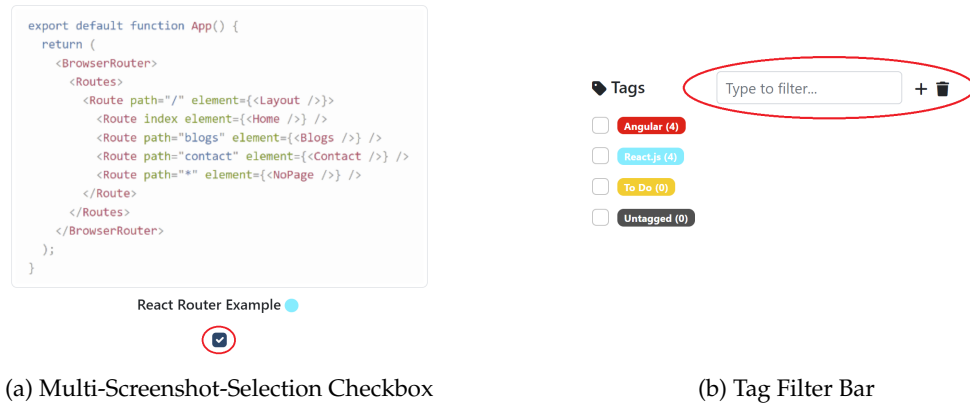 export default function App() {
  return (
    <BrowserRouter>
      <Routes>
        <Route path="/" element={<Layout />}>
          <Route index element={<Home />} />
          <Route path="blogs" element={<Blogs />} />
          <Route path="contact" element={<Contact />} />
          <Route path="*" element={<NoPage />} />
        </Route>
      </Routes>
    </BrowserRouter>
  );
}
React Router Example
(a) Multi-Screenshot-Selection Checkbox
Tags
Type to filter...
Angular (4)
React.js (4)
To Do (0)
Untagged (0)
(b) Tag Filter Bar